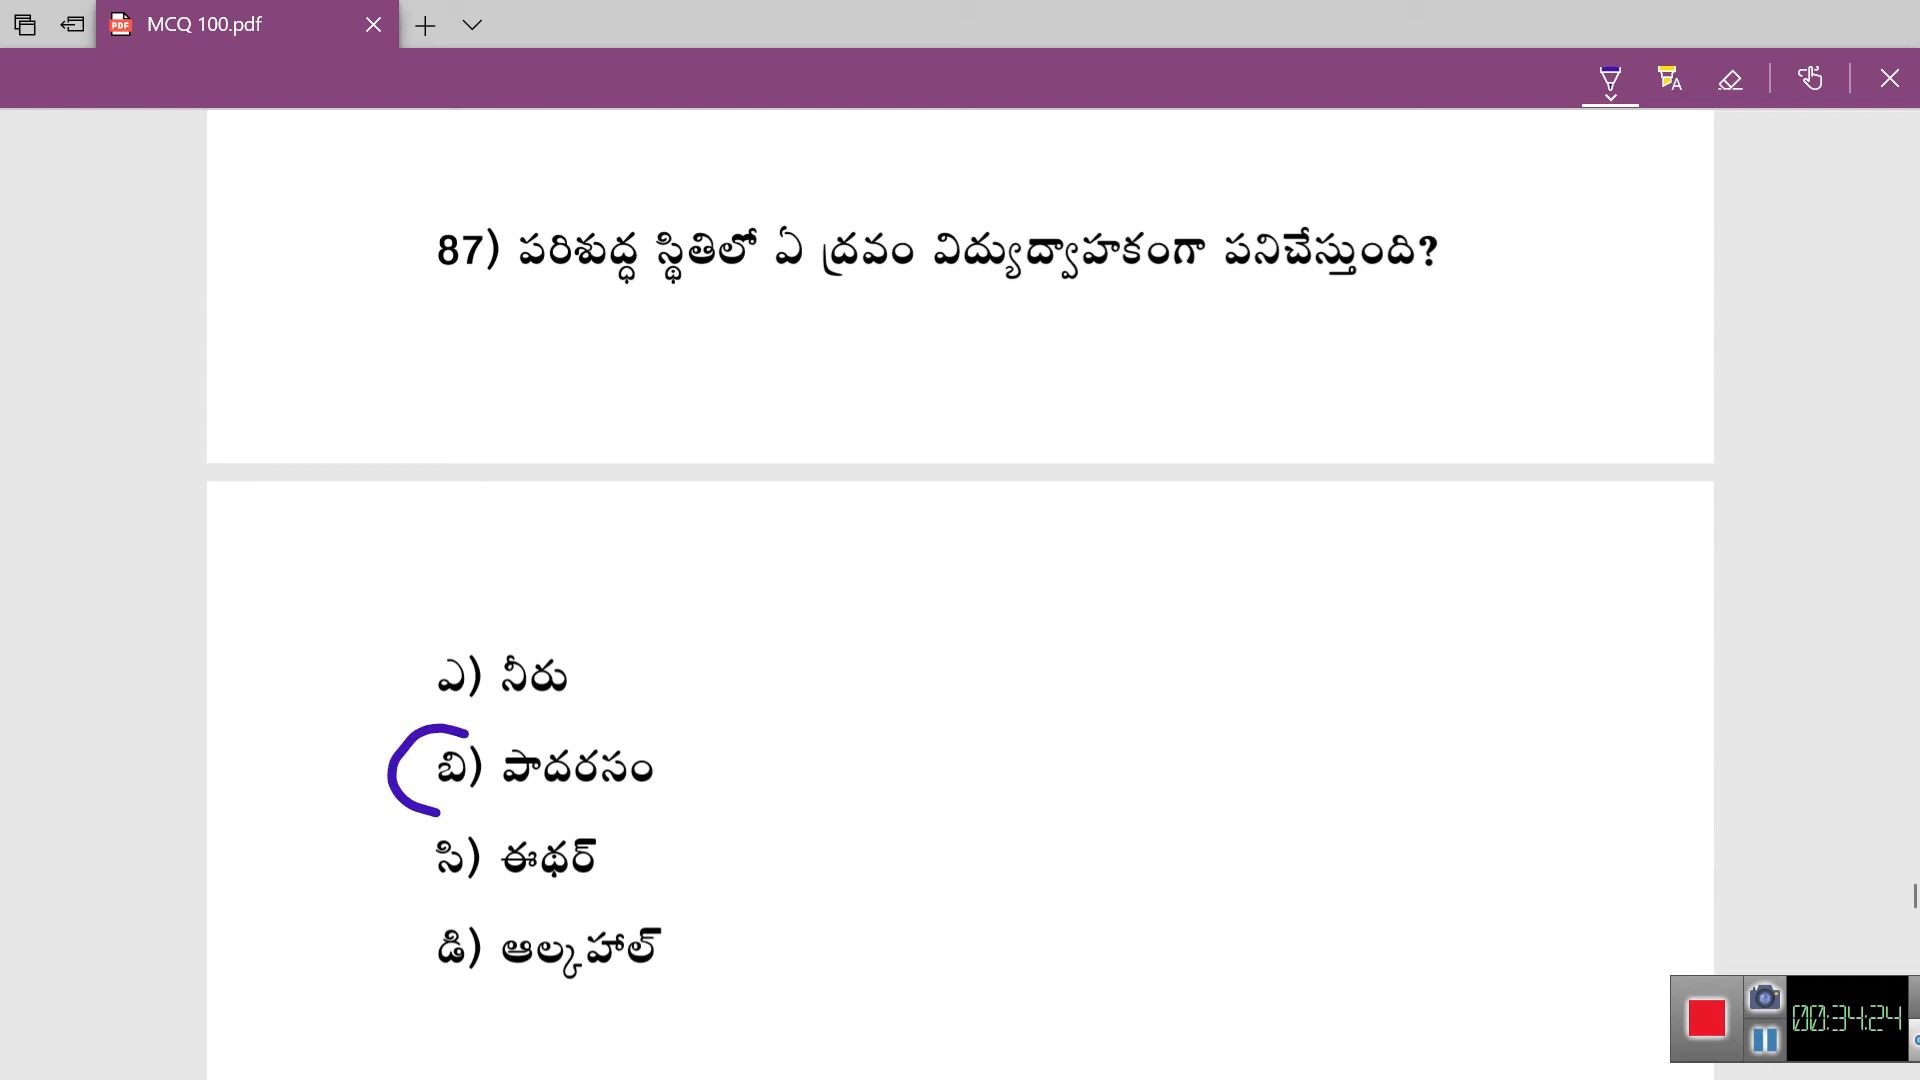 MCQ 100.pdf
87) పరిశుద్ధ స్థితిలో ఏ ద్రవం విద్యుద్వాహకంగా పనిచేస్తుంది?
ఎ) నీరు
బి) పాదరసం
సి) ఈథర్
డి) ఆల్కహాల్
00:34:24